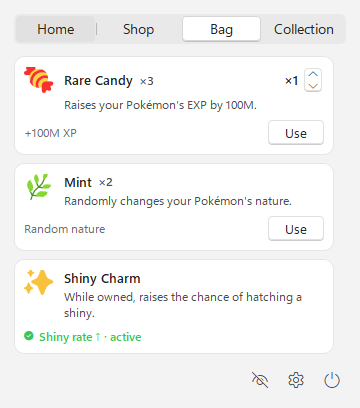 Home Shop Bag Collection
Rare Candy ×3 ×1
Raises your Pokémon's EXP by 100M.
+100M XP Use
Mint ×2
Randomly changes your Pokémon's nature.
Random nature Use
Shiny Charm
While owned, raises the chance of hatching a
shiny.
Shiny rate ↑ · active